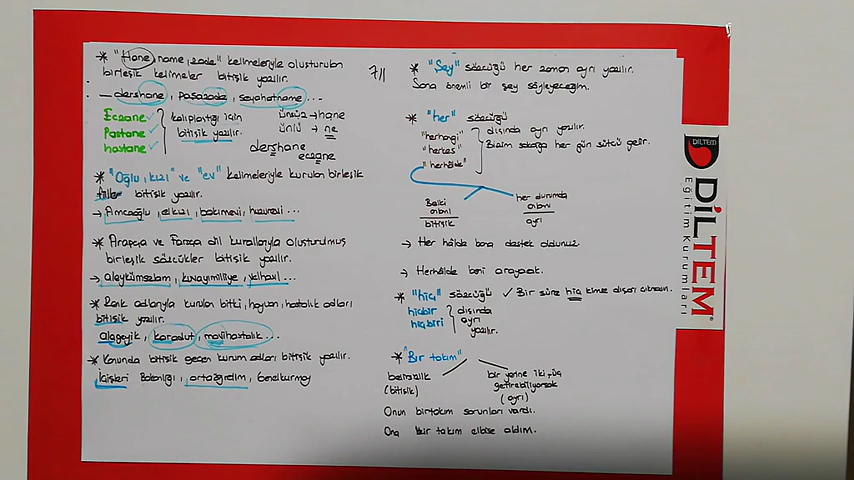 * "Hane, name, zade" kelimeleriyle oluşturulan
birleşik kelimeler bitişik yazılır.
— dershane, Paşazade, seyahatname...
Eczane
Pastane
hastane
kalıplaştığı için
bitişik yazılır.
ünsüz → hane
ünlü → ne
dershane
eczane
* "Oğlu, kızı" ve "ev" kelimeleriyle kurulan birleşik
bitişik yazılır.
→ Amcaoğlu, elkızı, bakımevi, huzurevi...
* Arapça ve Farsça dil kurallarıyla oluşturulmuş
birleşik sözcükler bitişik yazılır.
→ aleykümselam, kuvayımilliye, velhasıl...
* Renk adlarıyla kurulan bitki, hayvan, hastalık adları
bitişik yazılır.
alageyik, karadut, mavihastalık...
* Kanunda bitişik geçen kurum adları bitişik yazılır.
İçişleri Bakanlığı, ortaöğretim, Genelkurmay
7//
* "Şey" sözcüğü her zaman ayrı yazılır.
Sana önemli bir şey söyleyeceğim.
* "her" sözcüğü
"herhangi"
"herkes"
"herhâlde"
dışında ayrı yazılır.
Bizim sokağa her gün sütçü gelir.
Belki
anlamı
bitişik
her durumda
anlamı
ayrı
→ Her hâlde bana destek oldunuz
→ Herhâlde beni arayacak.
* "hiç" sözcüğü ✓ Bir süre hiç kimse dışarı çıkmadı.
hiçbir
hiçbiri
dışında
ayrı
yazılır.
* "Bir takım"
belirsizlik
(bitişik)
bir yerine iki, üç
getirebiliyorsak
(ayrı)
Onun birtakım sorunları vardı.
Ona bir takım elbise aldım.
DİLTEM
DİLTEM
Eğitim Kurumları